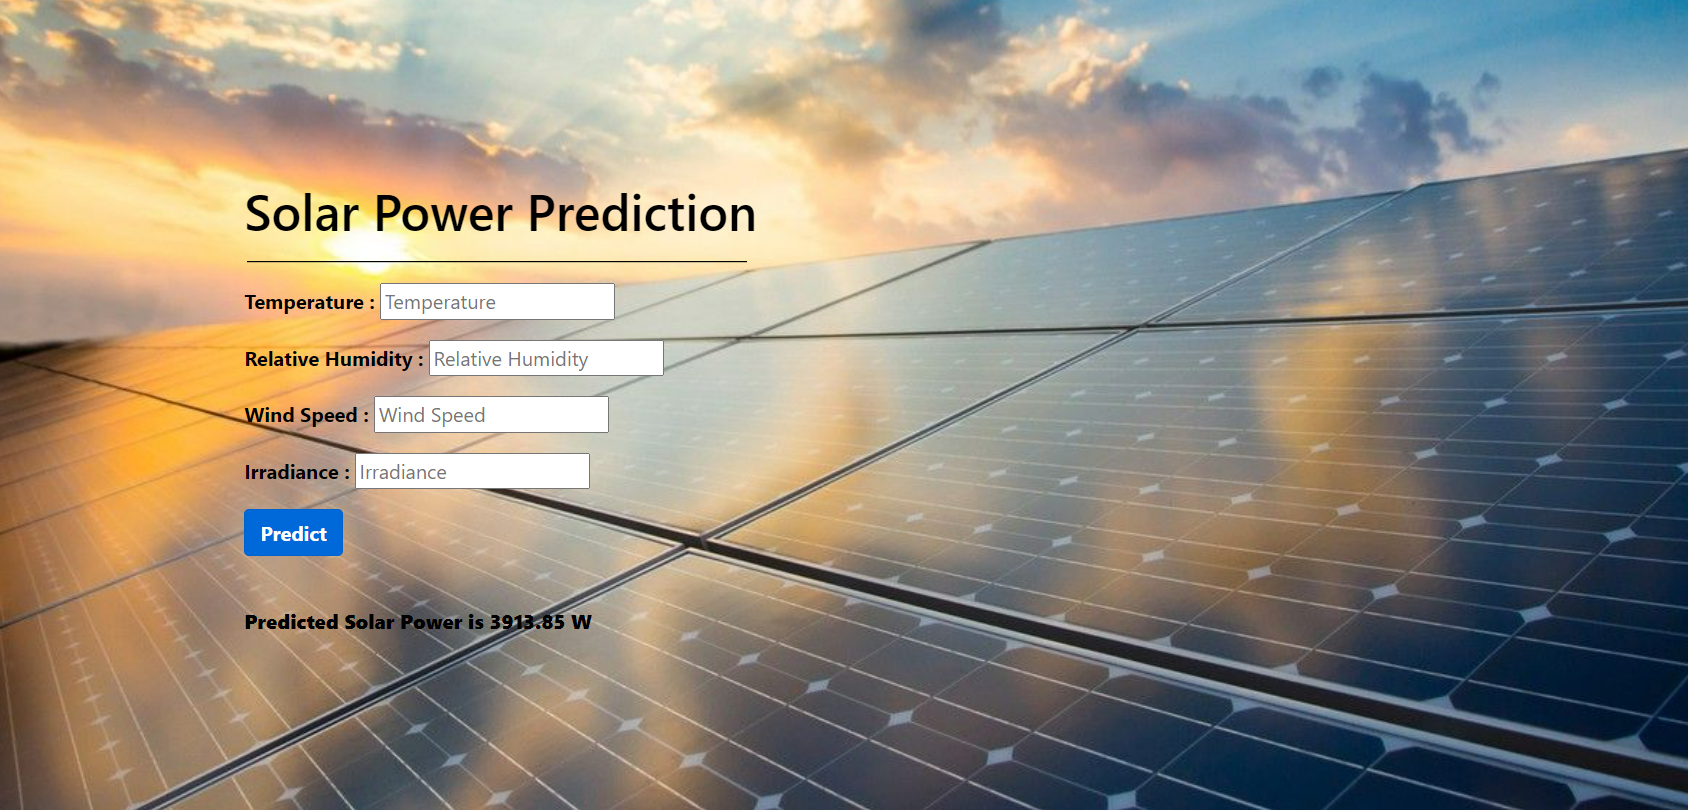 Solar Power Prediction
Temperature : Temperature
Relative Humidity : Relative Humidity
Wind Speed : Wind Speed
Irradiance : Irradiance
Predict
Predicted Solar Power is 3913.85 W